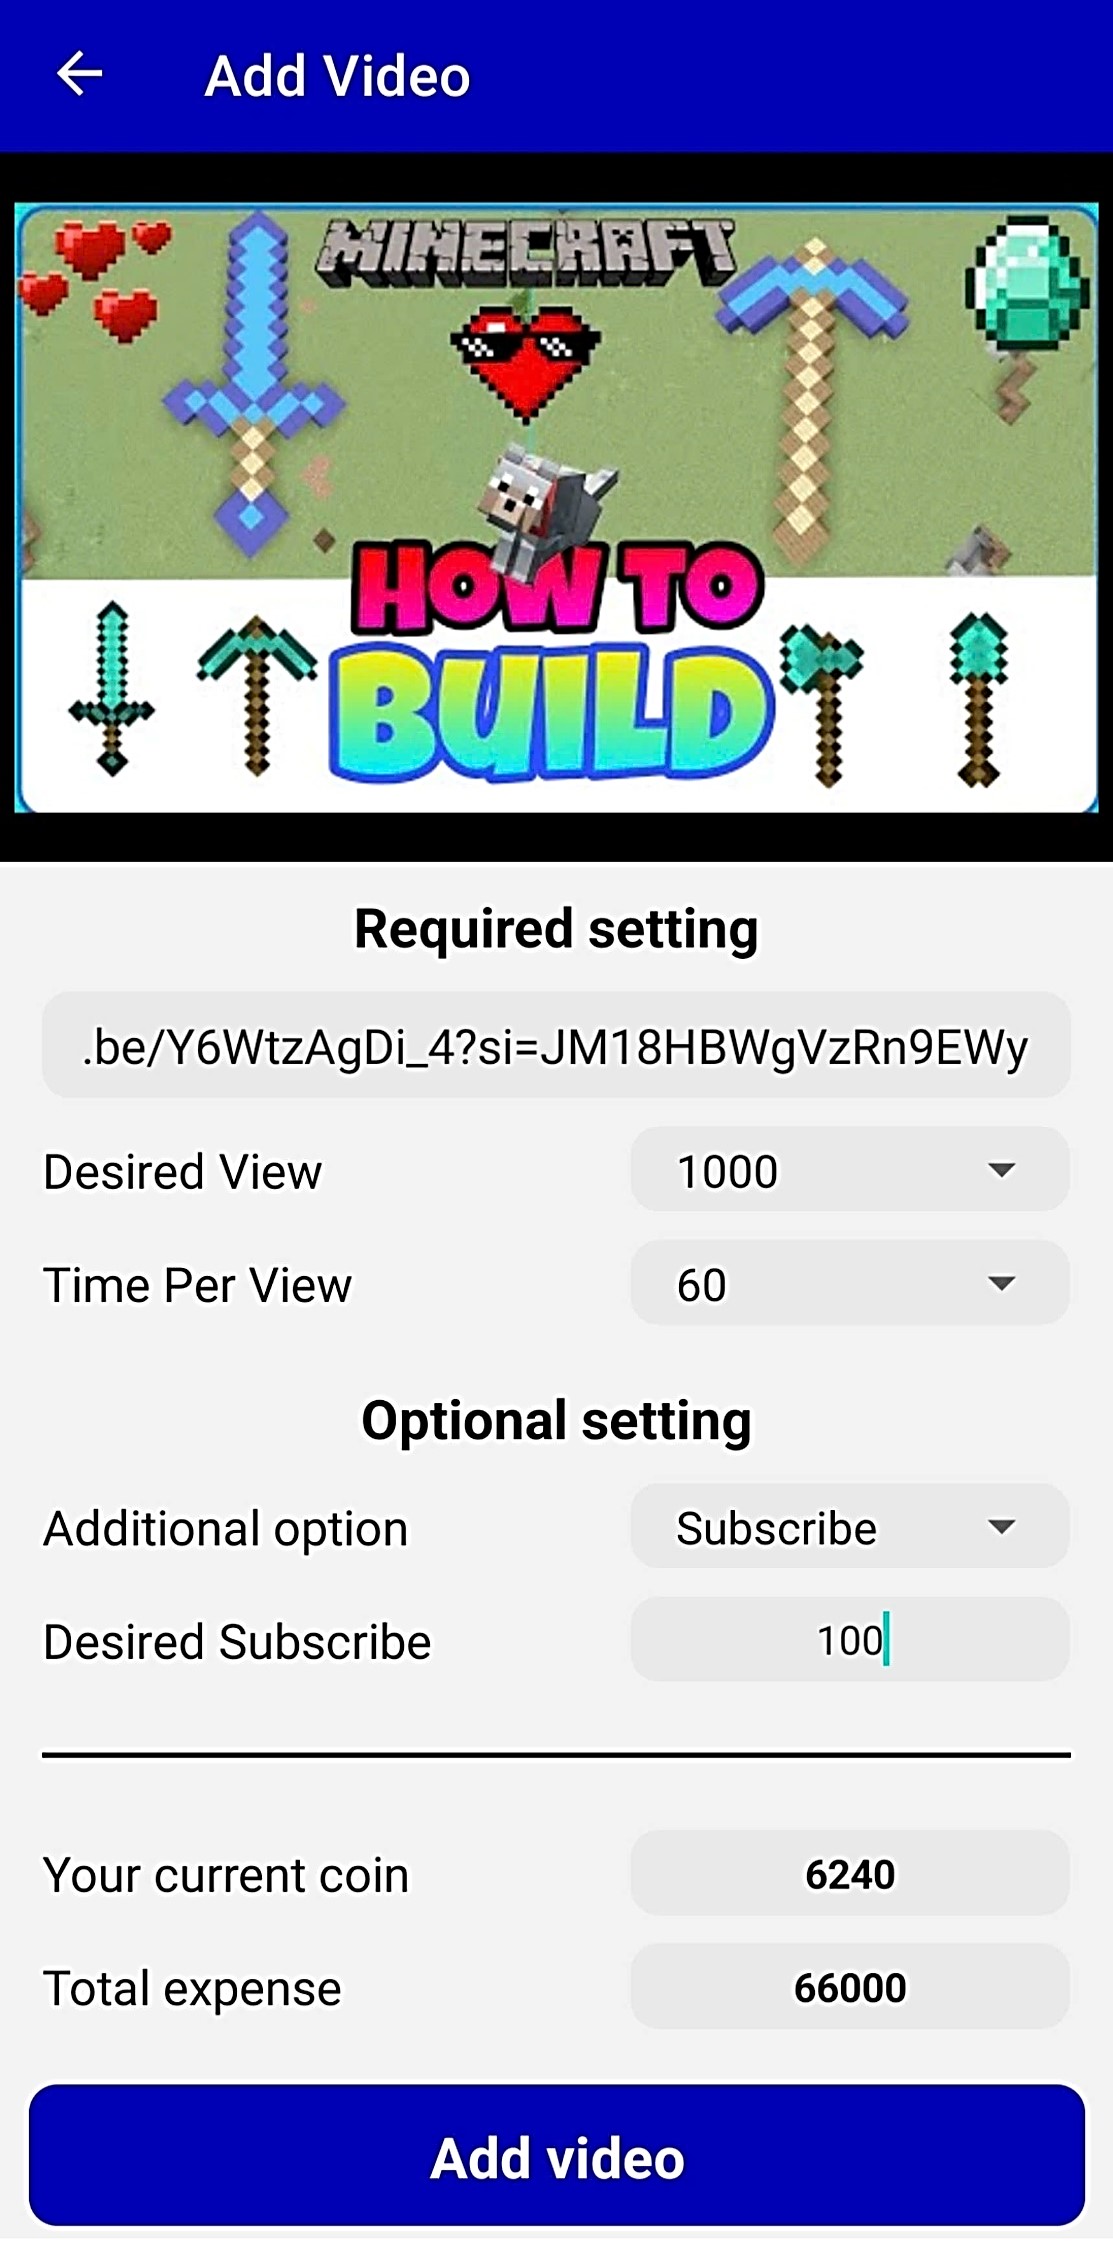 Add Video
MINECRAFT
HOW TO
BUILD
Required setting
.be/Y6WtzAgDi_4?si=JM18HBWgVzRn9EWy
Desired View 1000
Time Per View 60
Optional setting
Additional option Subscribe
Desired Subscribe 100
Your current coin 6240
Total expense 66000
Add video